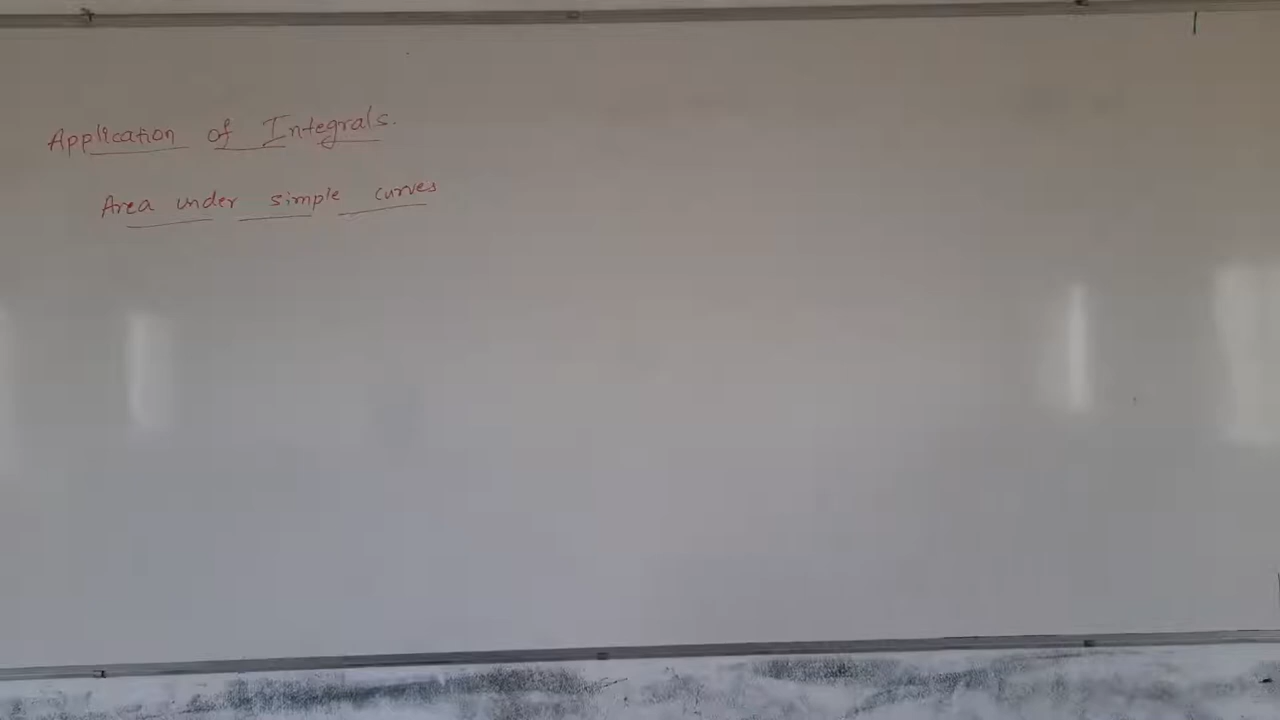 Application of Integrals.
Area under simple curves